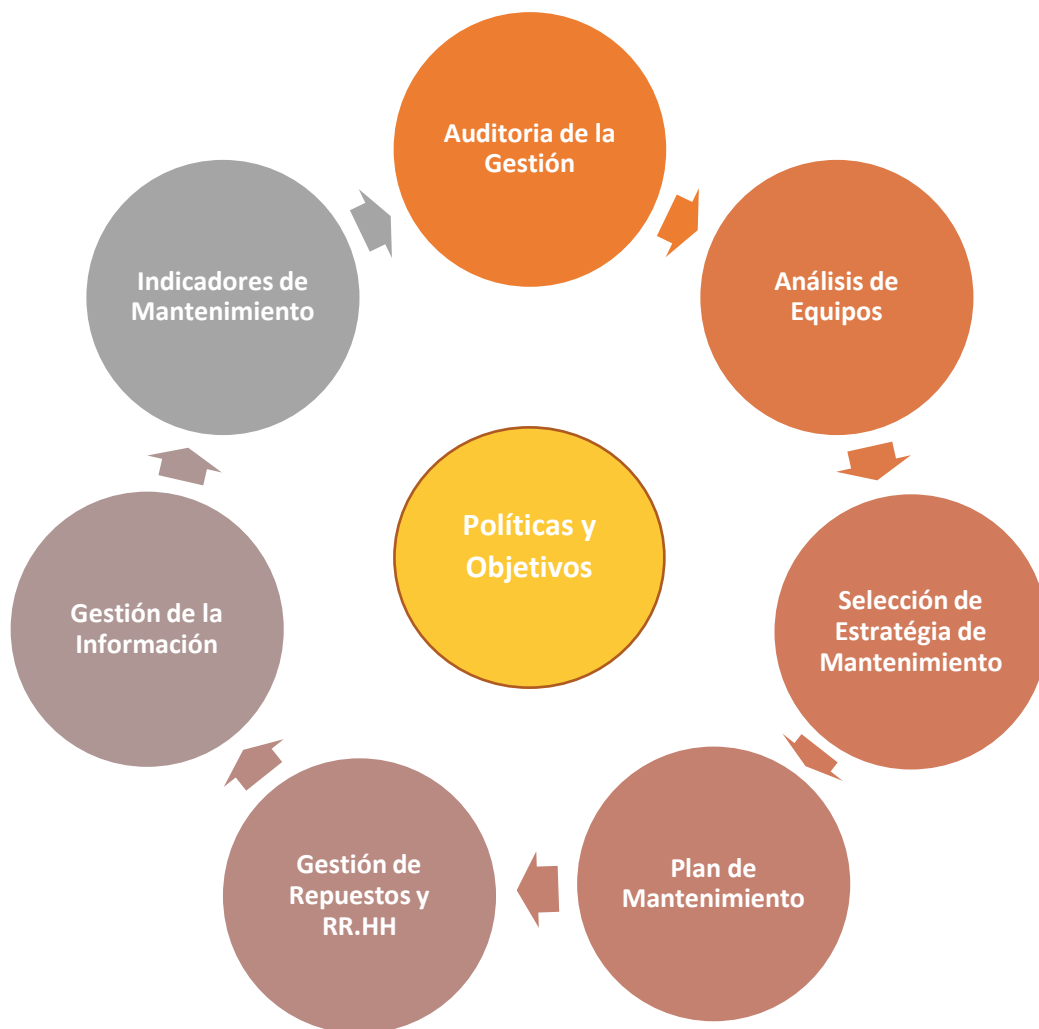 Auditoria de la
Gestión
Análisis de
Equipos
Selección de
Estratégia de
Mantenimiento
Plan de
Mantenimiento
Gestión de
Repuestos y
RR.HH
Gestión de la
Información
Indicadores de
Mantenimiento
Políticas y
Objetivos